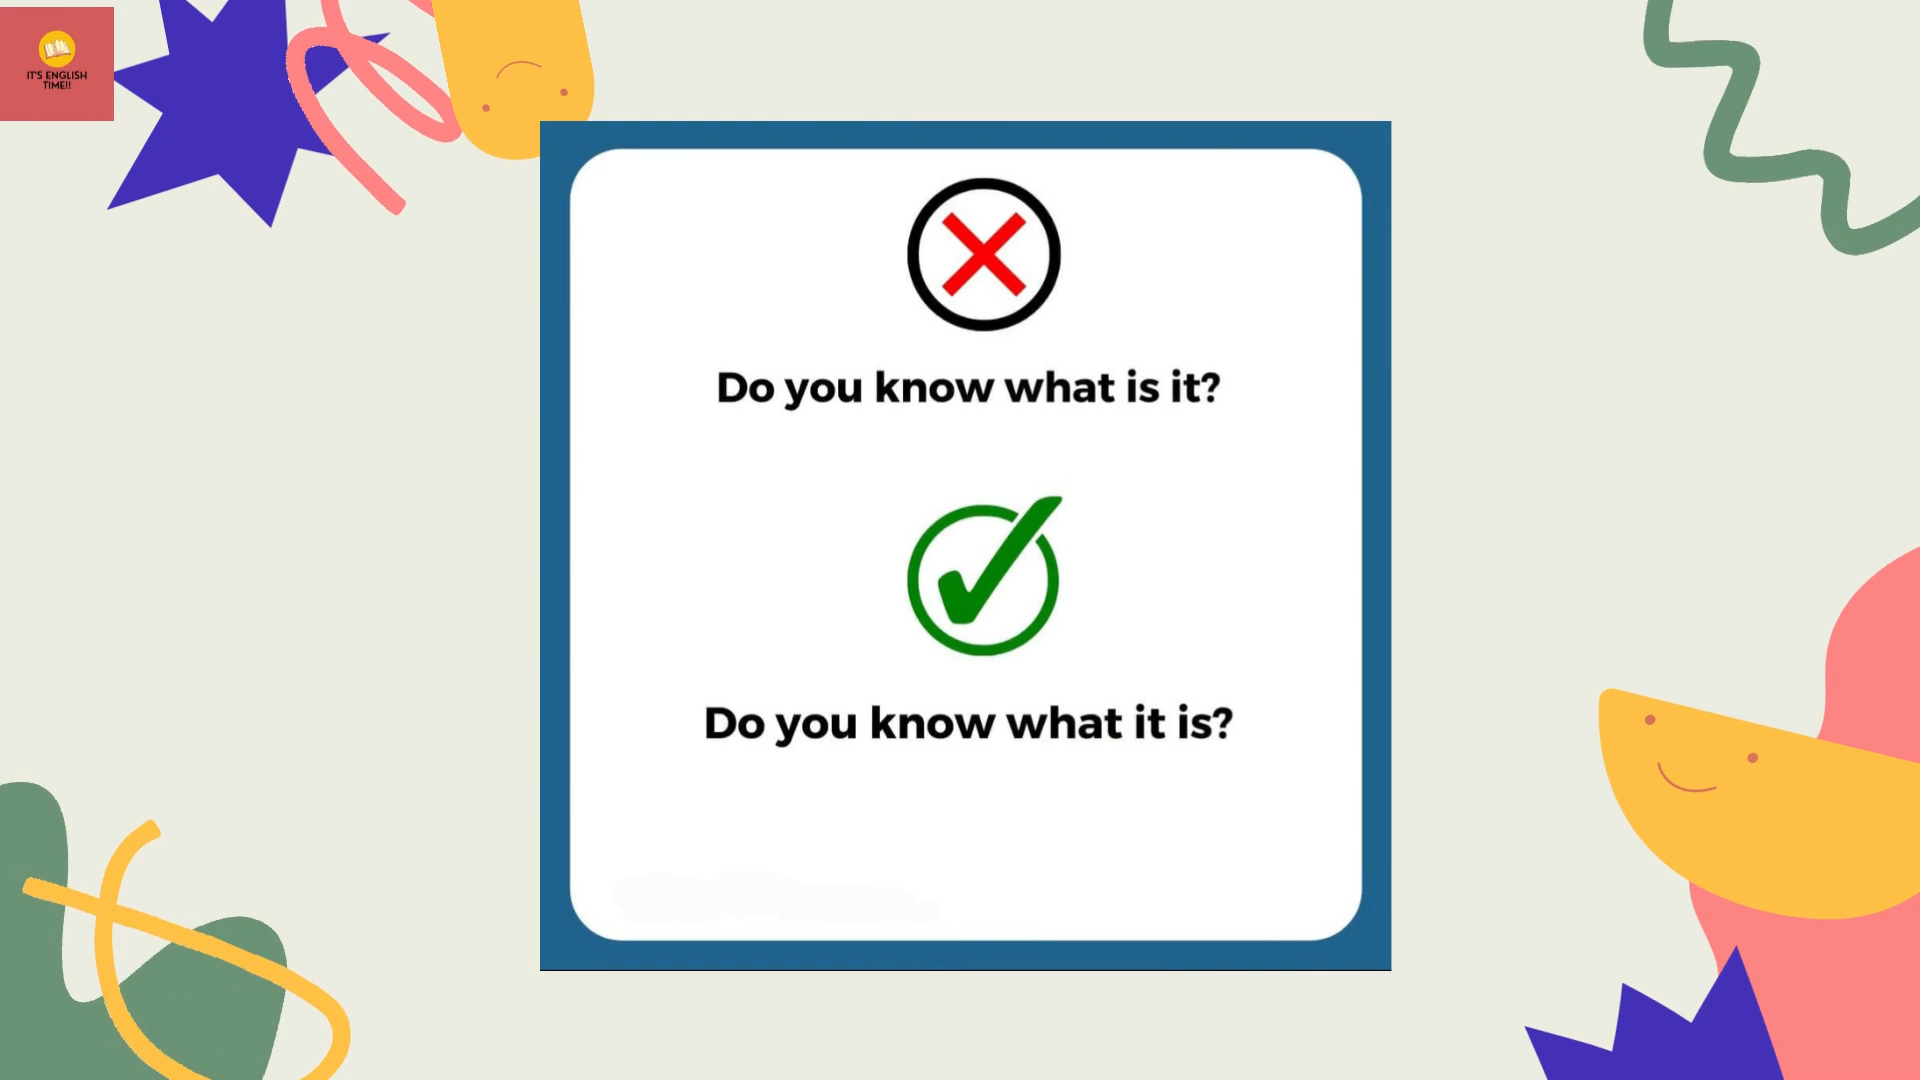 IT'S ENGLISH
TIME!!
Do you know what is it?
Do you know what it is?